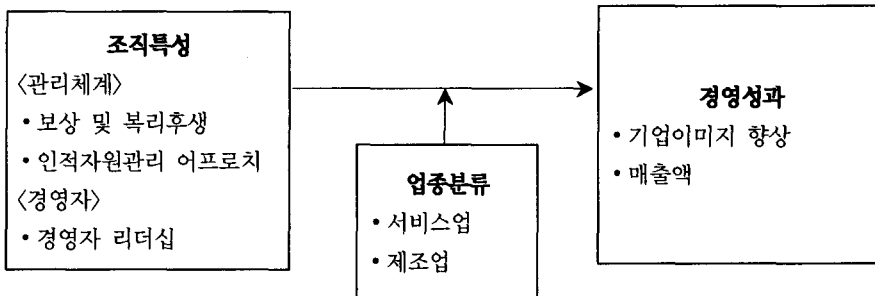 조직특성
〈관리체계〉
• 보상 및 복리후생
• 인적자원관리 어프로치
〈경영자〉
• 경영자 리더십
업종분류
• 서비스업
• 제조업
경영성과
• 기업이미지 향상
• 매출액